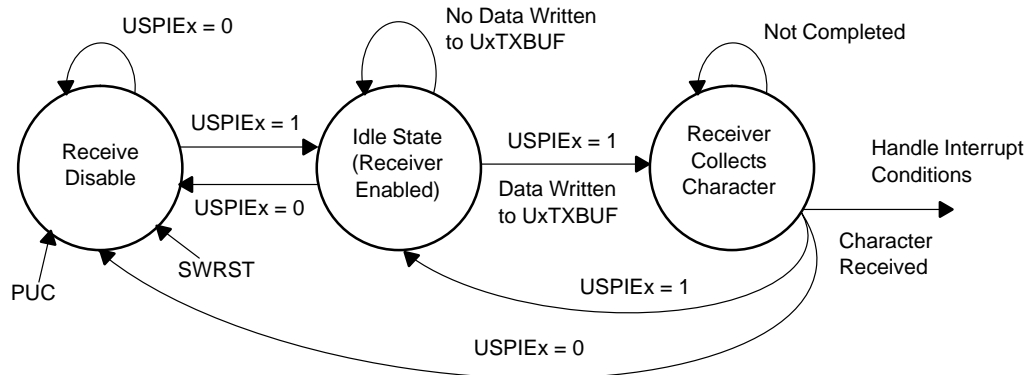 USPIEx = 0
No Data Written
to UxTXBUF
Not Completed
Receive
Disable
USPIEx = 1
USPIEx = 0
Idle State
(Receiver
Enabled)
USPIEx = 1
Data Written
to UxTXBUF
Receiver
Collects
Character
Handle Interrupt
Conditions
Character
Received
PUC
SWRST
USPIEx = 1
USPIEx = 0